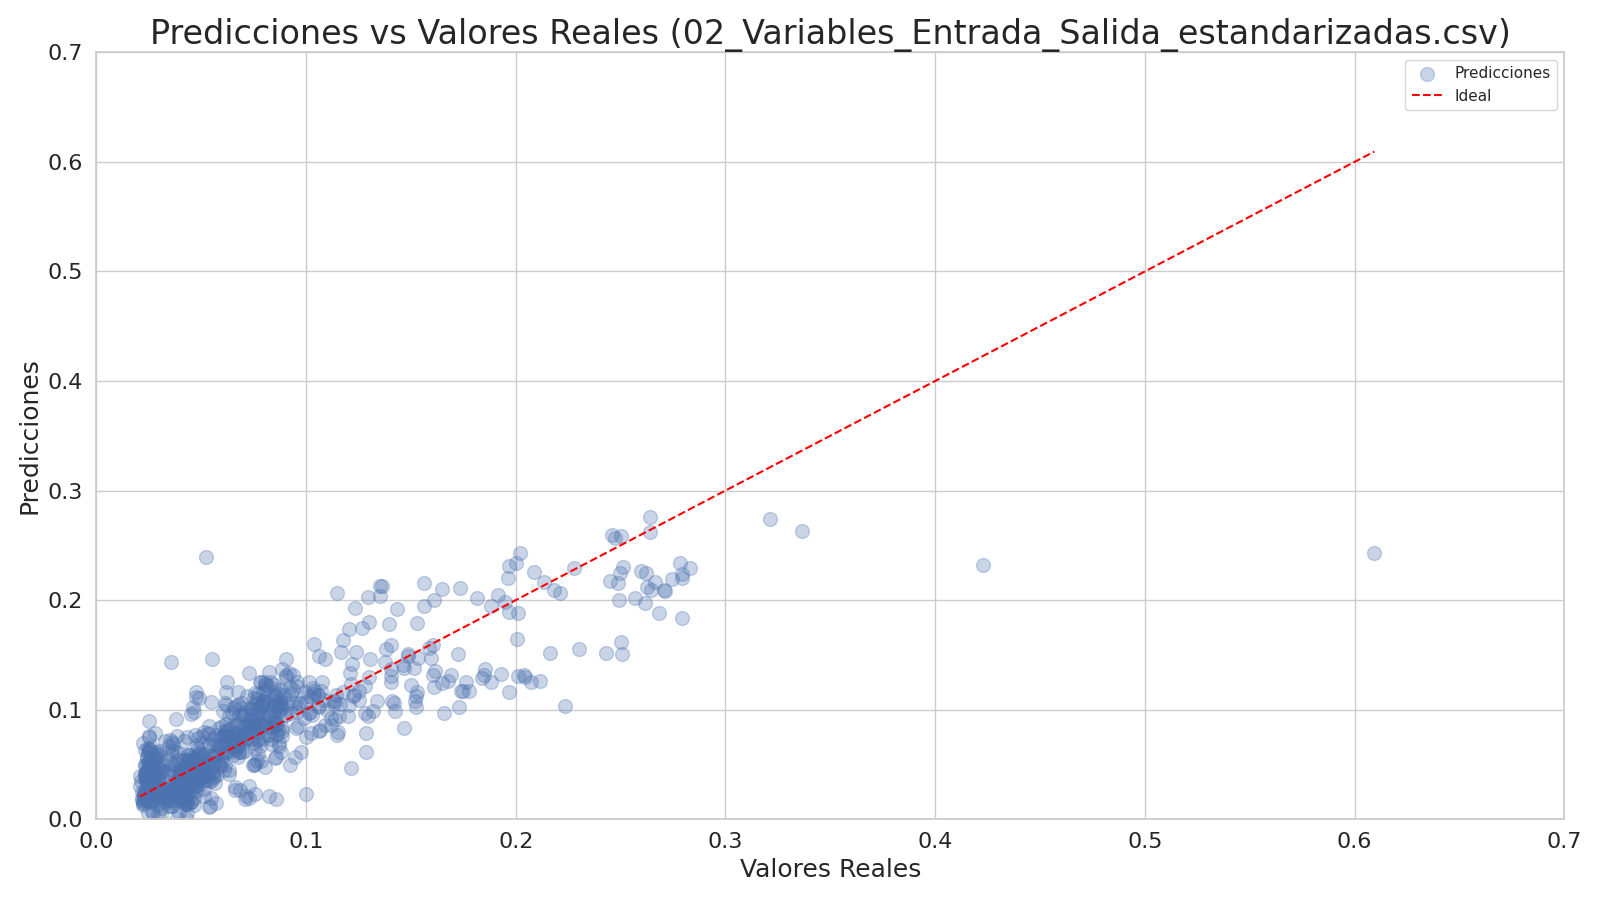 Predicciones vs Valores Reales (02_Variables_Entrada_Salida_estandarizadas.csv)
Predicciones
Ideal
0.7
0.6
0.5
0.4
0.3
0.2
0.1
0.0
Predicciones
0.0 0.1 0.2 0.3 0.4 0.5 0.6 0.7
Valores Reales